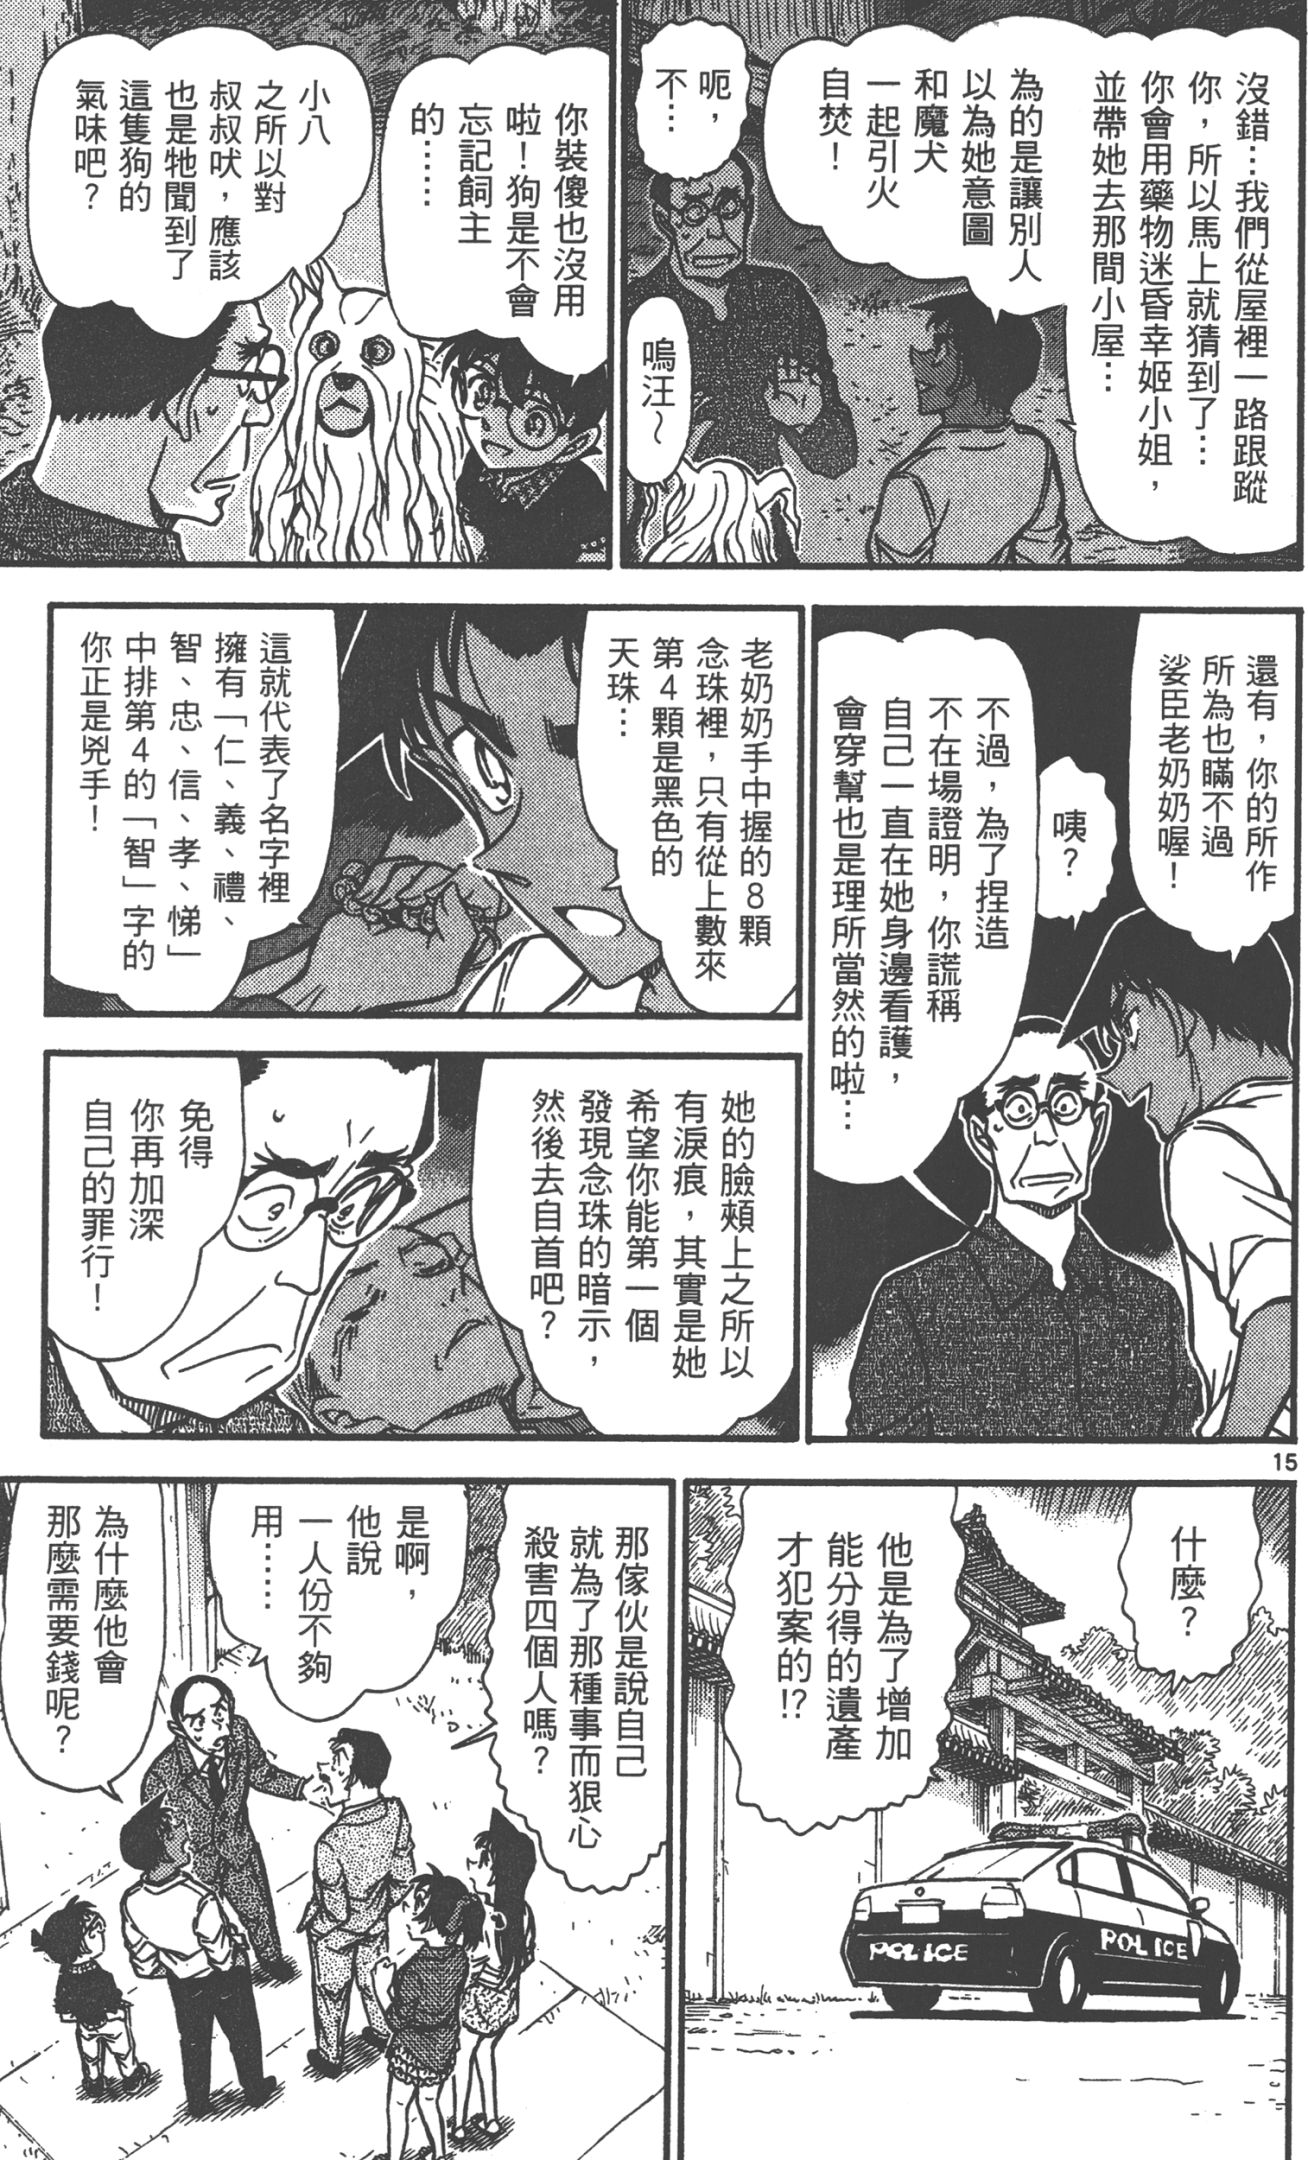 沒錯…我們從屋裡一路跟蹤
你，所以馬上就猜到了…
你會用藥物迷昏幸姬小姐，
並帶她去那間小屋…
為的是讓別人
以為她意圖
和魔犬
一起引火
自焚！
呃，
不…
嗚汪～
你裝傻也沒用
啦！狗是不會
忘記飼主
的……
小八
之所以對
叔叔吠，應該
也是牠聞到了
這隻狗的
氣味吧？
還有，你的所作
所為也瞞不過
娑臣老奶奶喔！
咦？
不過，為了捏造
不在場證明，你謊稱
自己一直在她身邊看護，
會穿幫也是理所當然的啦…
老奶奶手中握的8顆
念珠裡，只有從上數來
第4顆是黑色的
天珠…
這就代表了名字裡
擁有「仁、義、禮、
智、忠、信、孝、悌」
中排第4的「智」字的
你正是兇手！
她的臉頰上之所以
有淚痕，其實是她
希望你能第一個
發現念珠的暗示，
然後去自首吧？
免得
你再加深
自己的罪行！
15
什麼？
他是為了增加
能分得的遺產
才犯案的!?
POLICE
POLICE
那傢伙是說自己
就為了那種事而狠心
殺害四個人嗎？
是啊，
他說
一人份不夠
用……
為什麼他會
那麼需要錢呢？